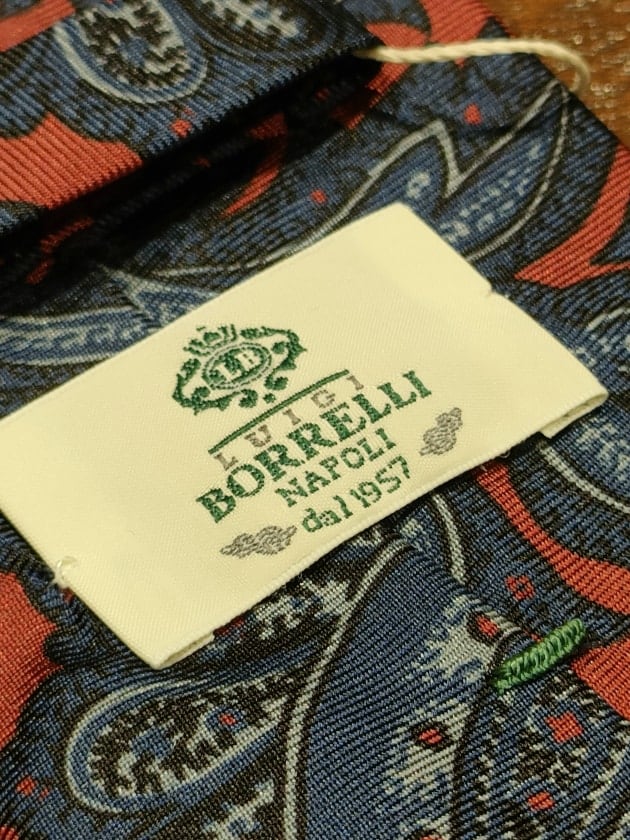 LB
LUIGI
BORRELLI
NAPOLI
dal 1957